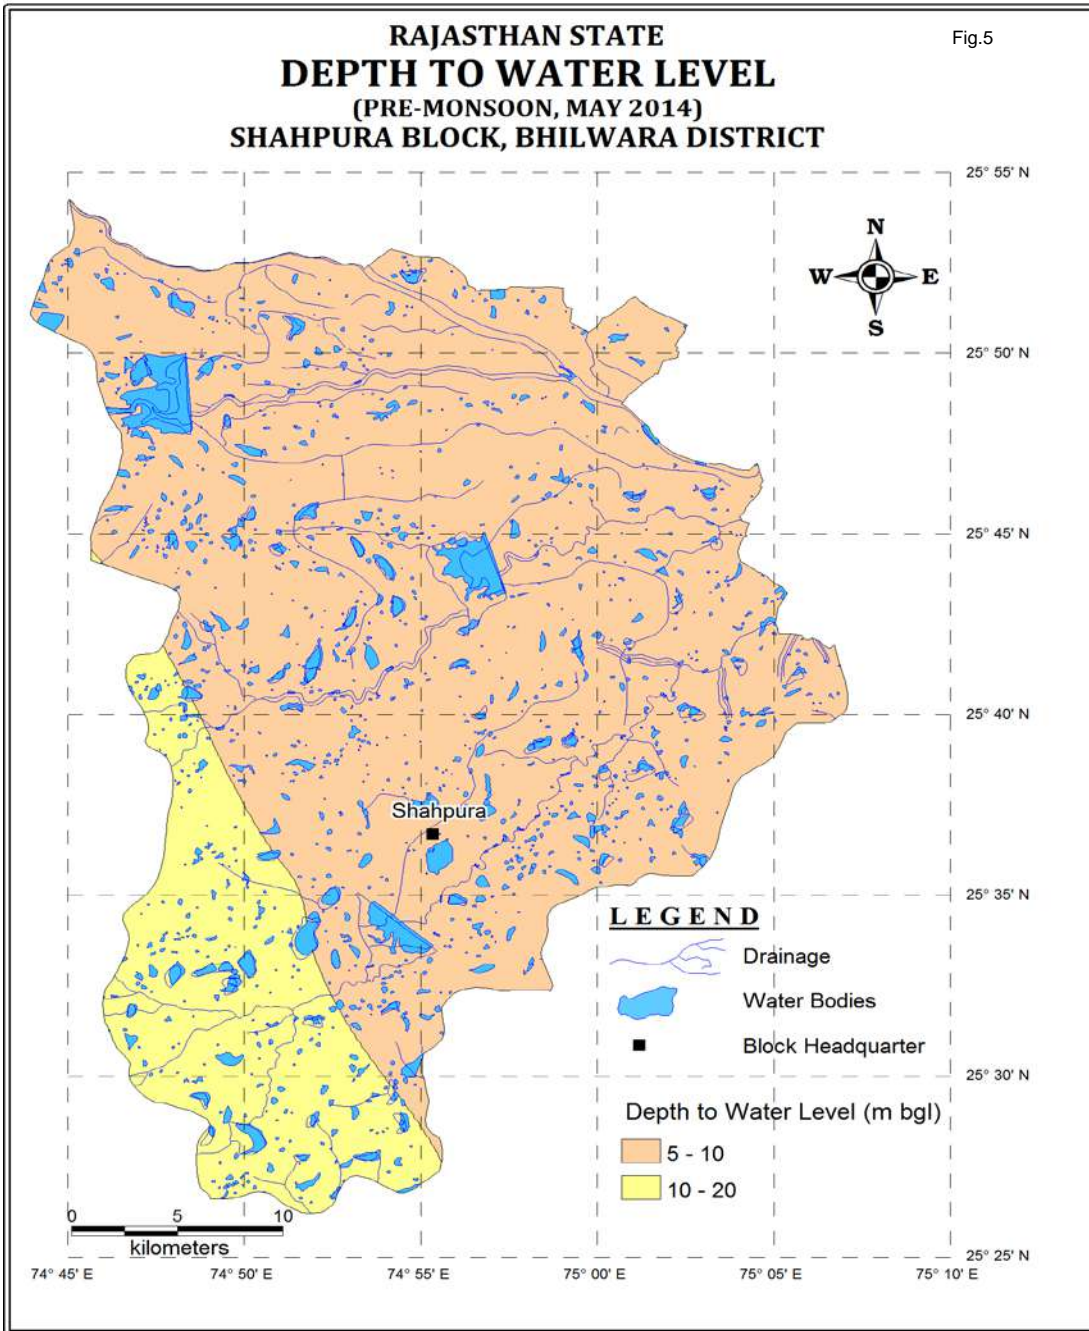 RAJASTHAN STATE
Fig.5
DEPTH TO WATER LEVEL
(PRE-MONSOON, MAY 2014)
SHAHPURA BLOCK, BHILWARA DISTRICT
25° 55' N
N
W E
S
25° 50' N
25° 45' N
25° 40' N
Shahpura
25° 35' N
LEGEND
Drainage
Water Bodies
Block Headquarter
25° 30' N
Depth to Water Level (m bgl)
5 - 10
10 - 20
0 5 10
kilometers
25° 25' N
74° 45' E 74° 50' E 74° 55' E 75° 00' E 75° 05' E 75° 10' E